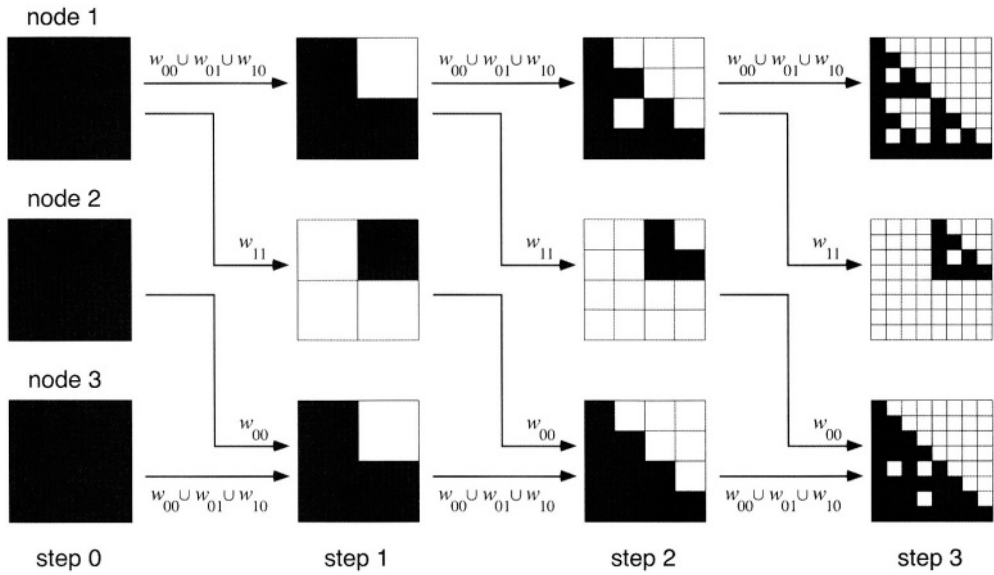 node 1
w00 ∪ w01 ∪ w10
w00 ∪ w01 ∪ w10
w00 ∪ w01 ∪ w10
node 2
w11
w11
w11
node 3
w00
w00
w00
w00 ∪ w01 ∪ w10
w00 ∪ w01 ∪ w10
w00 ∪ w01 ∪ w10
step 0
step 1
step 2
step 3